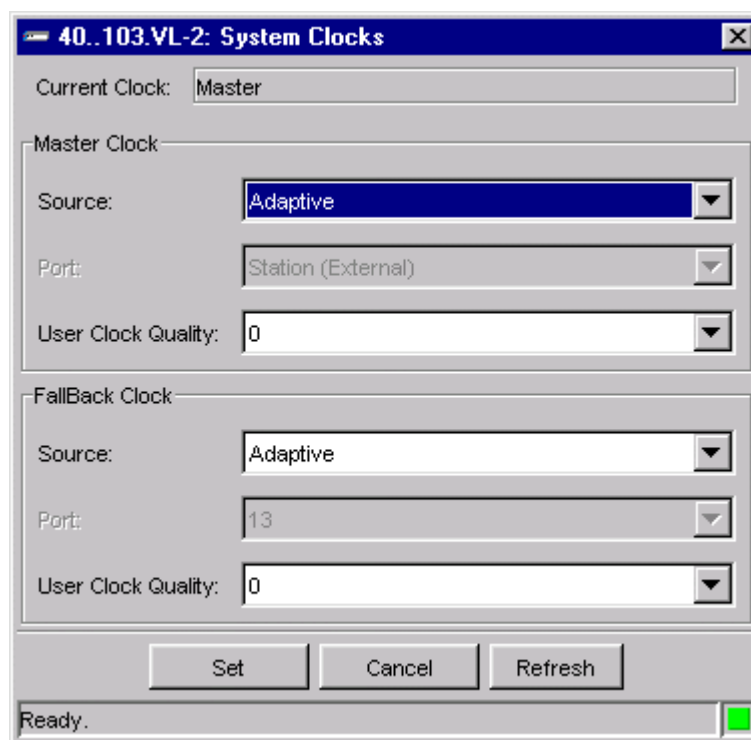 40..103.VL-2: System Clocks
Current Clock: Master
Master Clock
Source: Adaptive
Port: Station (External)
User Clock Quality: 0
FallBack Clock
Source: Adaptive
Port: 13
User Clock Quality: 0
Set Cancel Refresh
Ready.